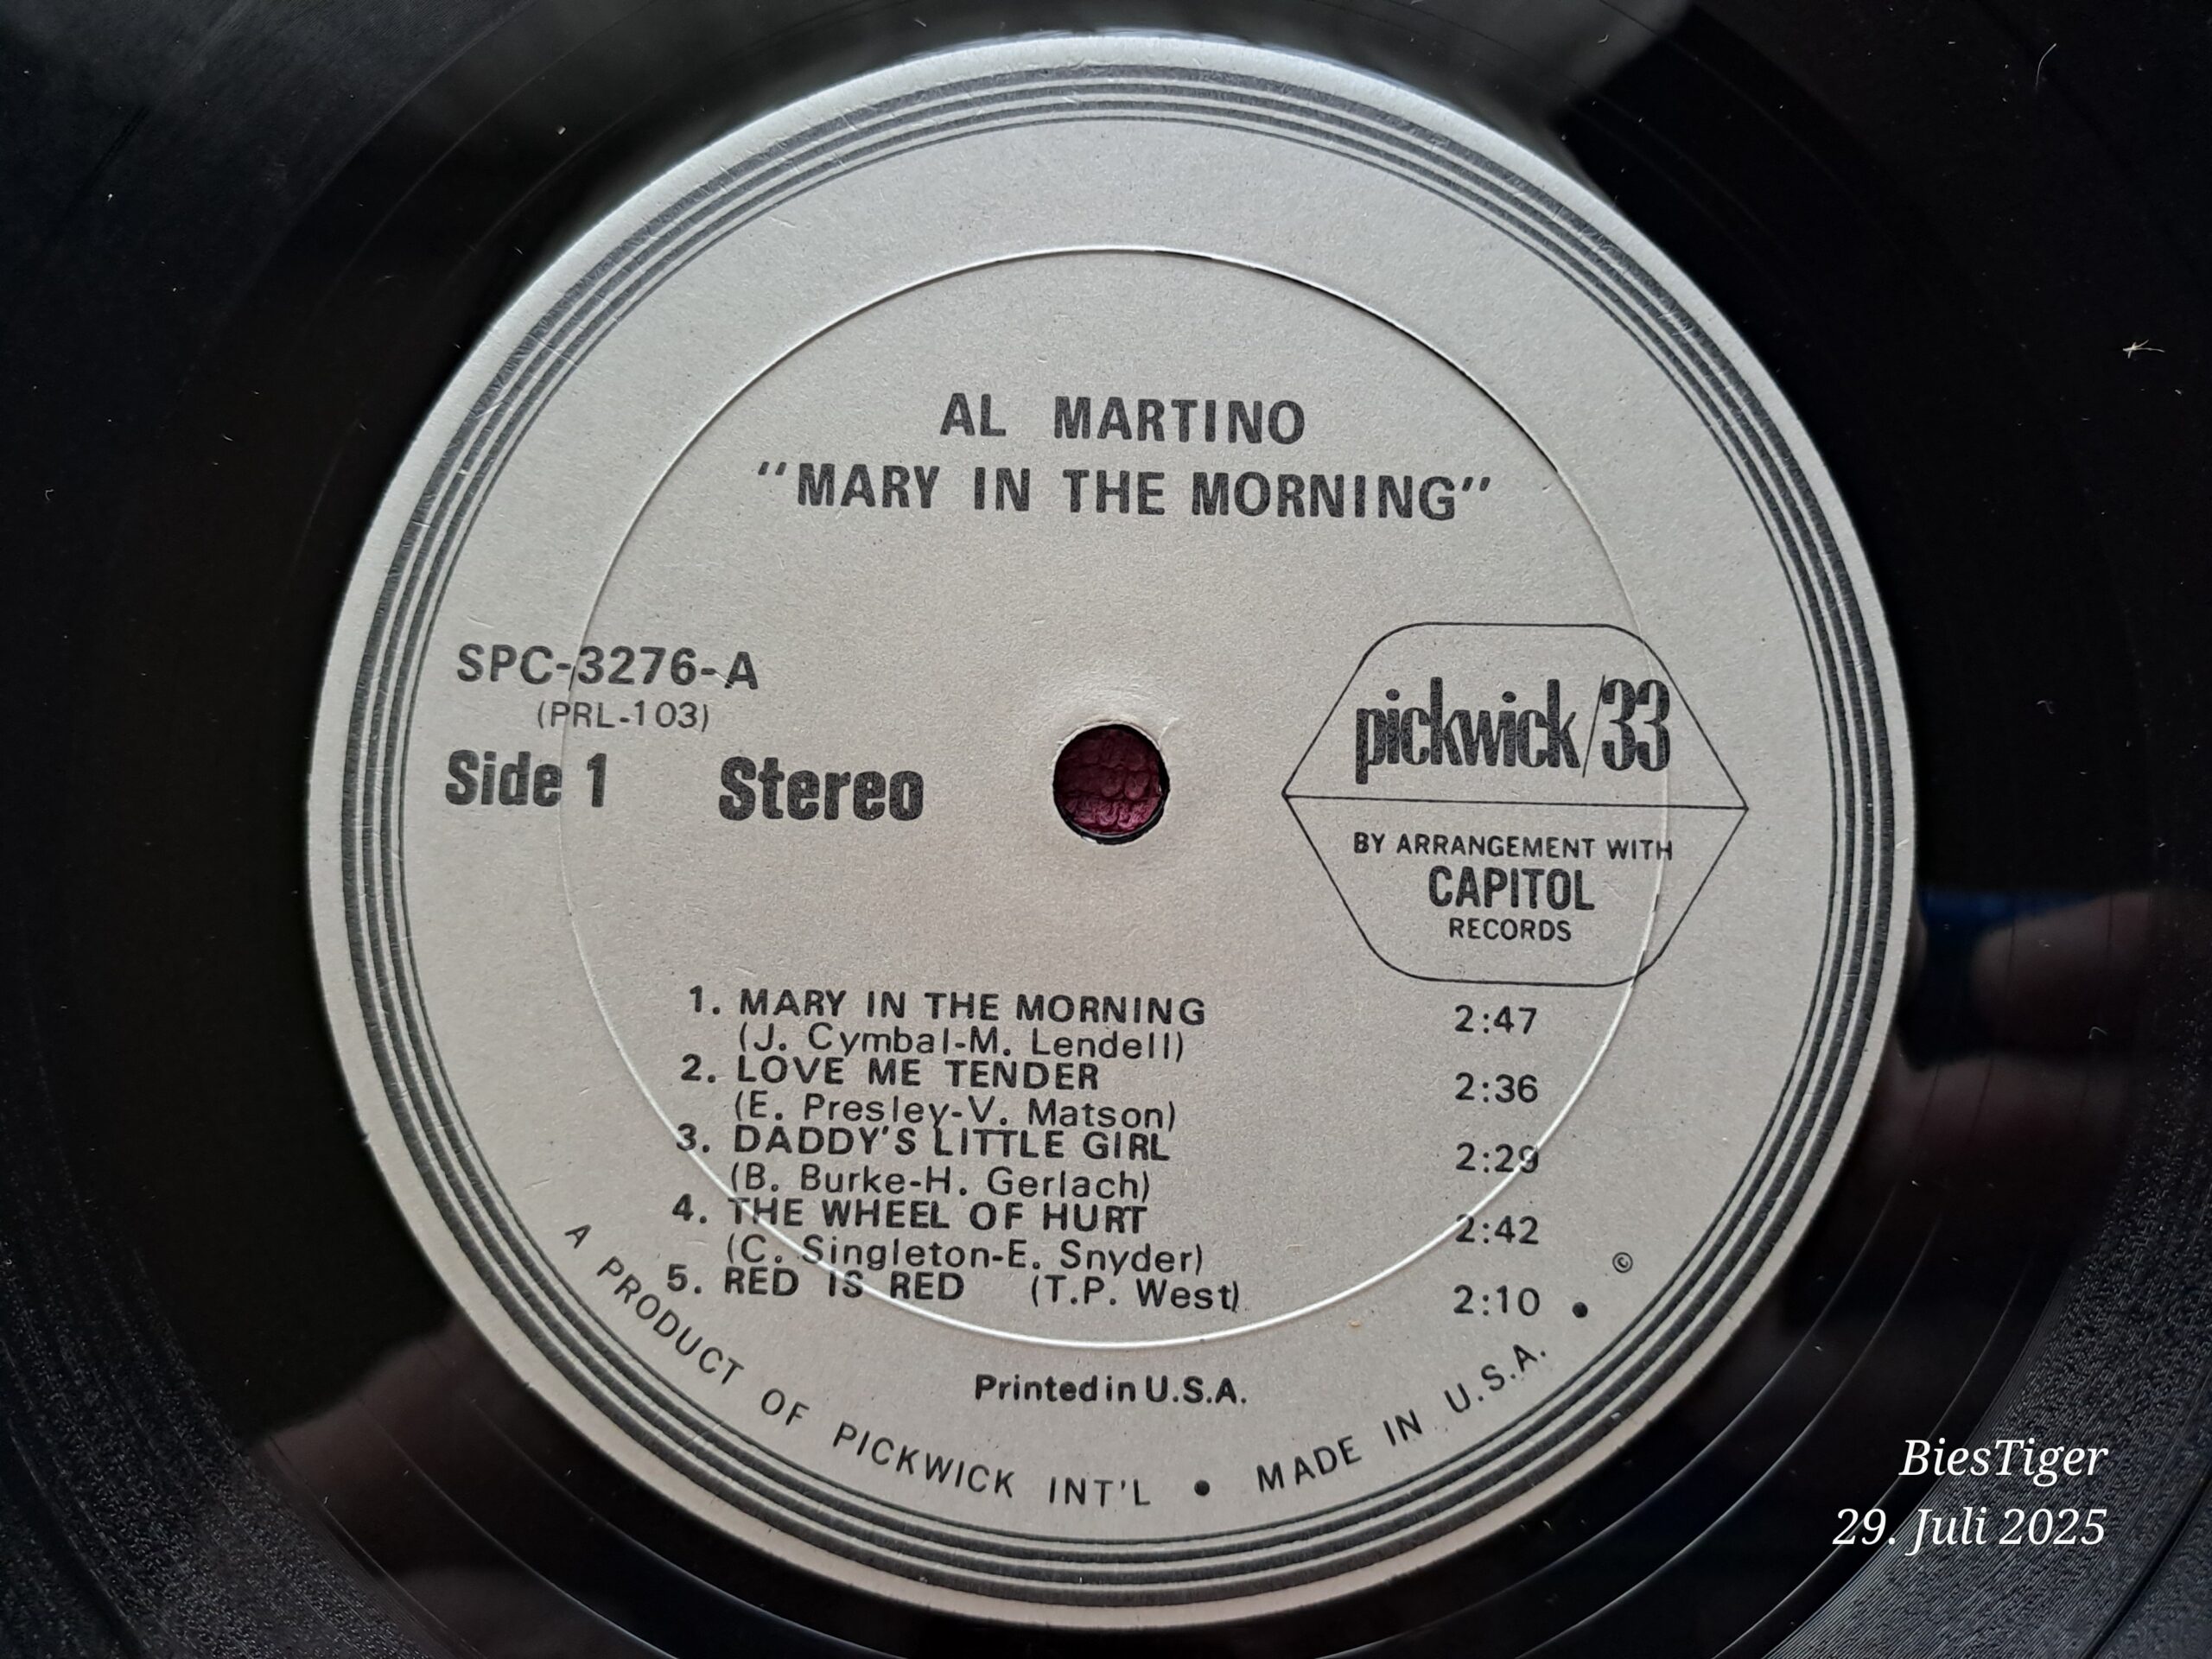 AL MARTINO
"MARY IN THE MORNING"
SPC-3276-A
(PRL-103)
Side 1 Stereo
pickwick/33
BY ARRANGEMENT WITH
CAPITOL
RECORDS
1. MARY IN THE MORNING 2:47
(J. Cymbal-M. Lendell)
2. LOVE ME TENDER 2:36
(E. Presley-V. Matson)
3. DADDY'S LITTLE GIRL 2:29
(B. Burke-H. Gerlach)
4. THE WHEEL OF HURT 2:42
(C. Singleton-E. Snyder)
5. RED IS RED (T.P. West) 2:10
©
Printed in U.S.A.
A PRODUCT OF PICKWICK INT'L • MADE IN U.S.A. •
BiesTiger
29. Juli 2025